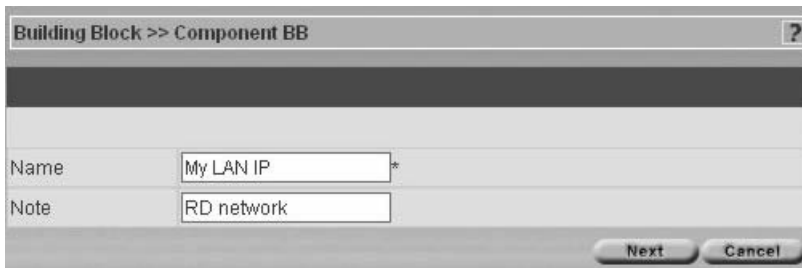 Building Block >> Component BB ?
Name My LAN IP *
Note RD network
Next Cancel